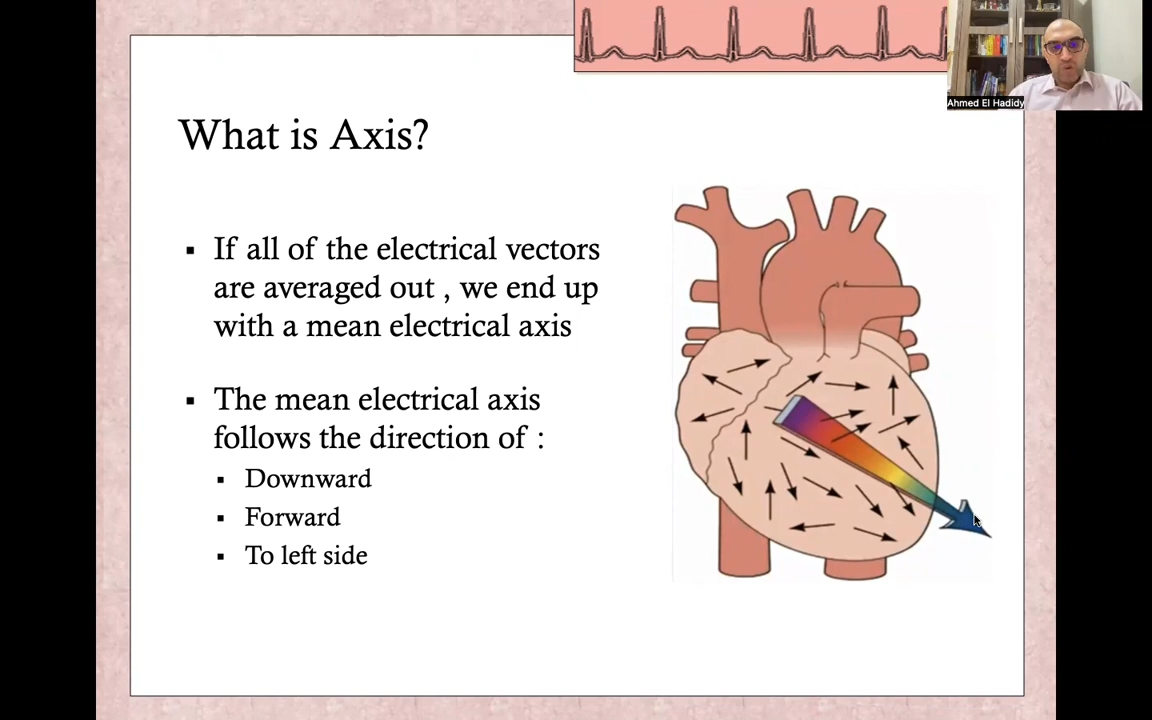 Ahmed El Hadidy
What is Axis?
▪ If all of the electrical vectors
are averaged out , we end up
with a mean electrical axis
▪ The mean electrical axis
follows the direction of :
▪ Downward
▪ Forward
▪ To left side